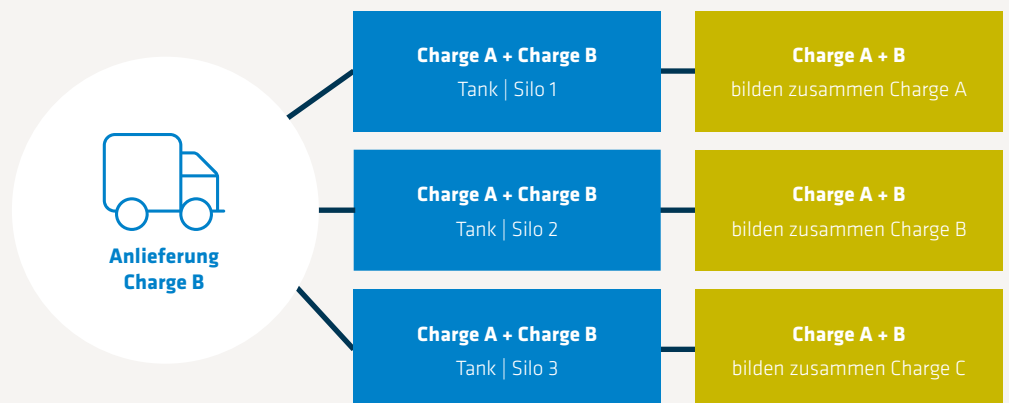 Anlieferung
Charge B
Charge A + Charge B
Tank | Silo 1
Charge A + B
bilden zusammen Charge A
Charge A + Charge B
Tank | Silo 2
Charge A + B
bilden zusammen Charge B
Charge A + Charge B
Tank | Silo 3
Charge A + B
bilden zusammen Charge C